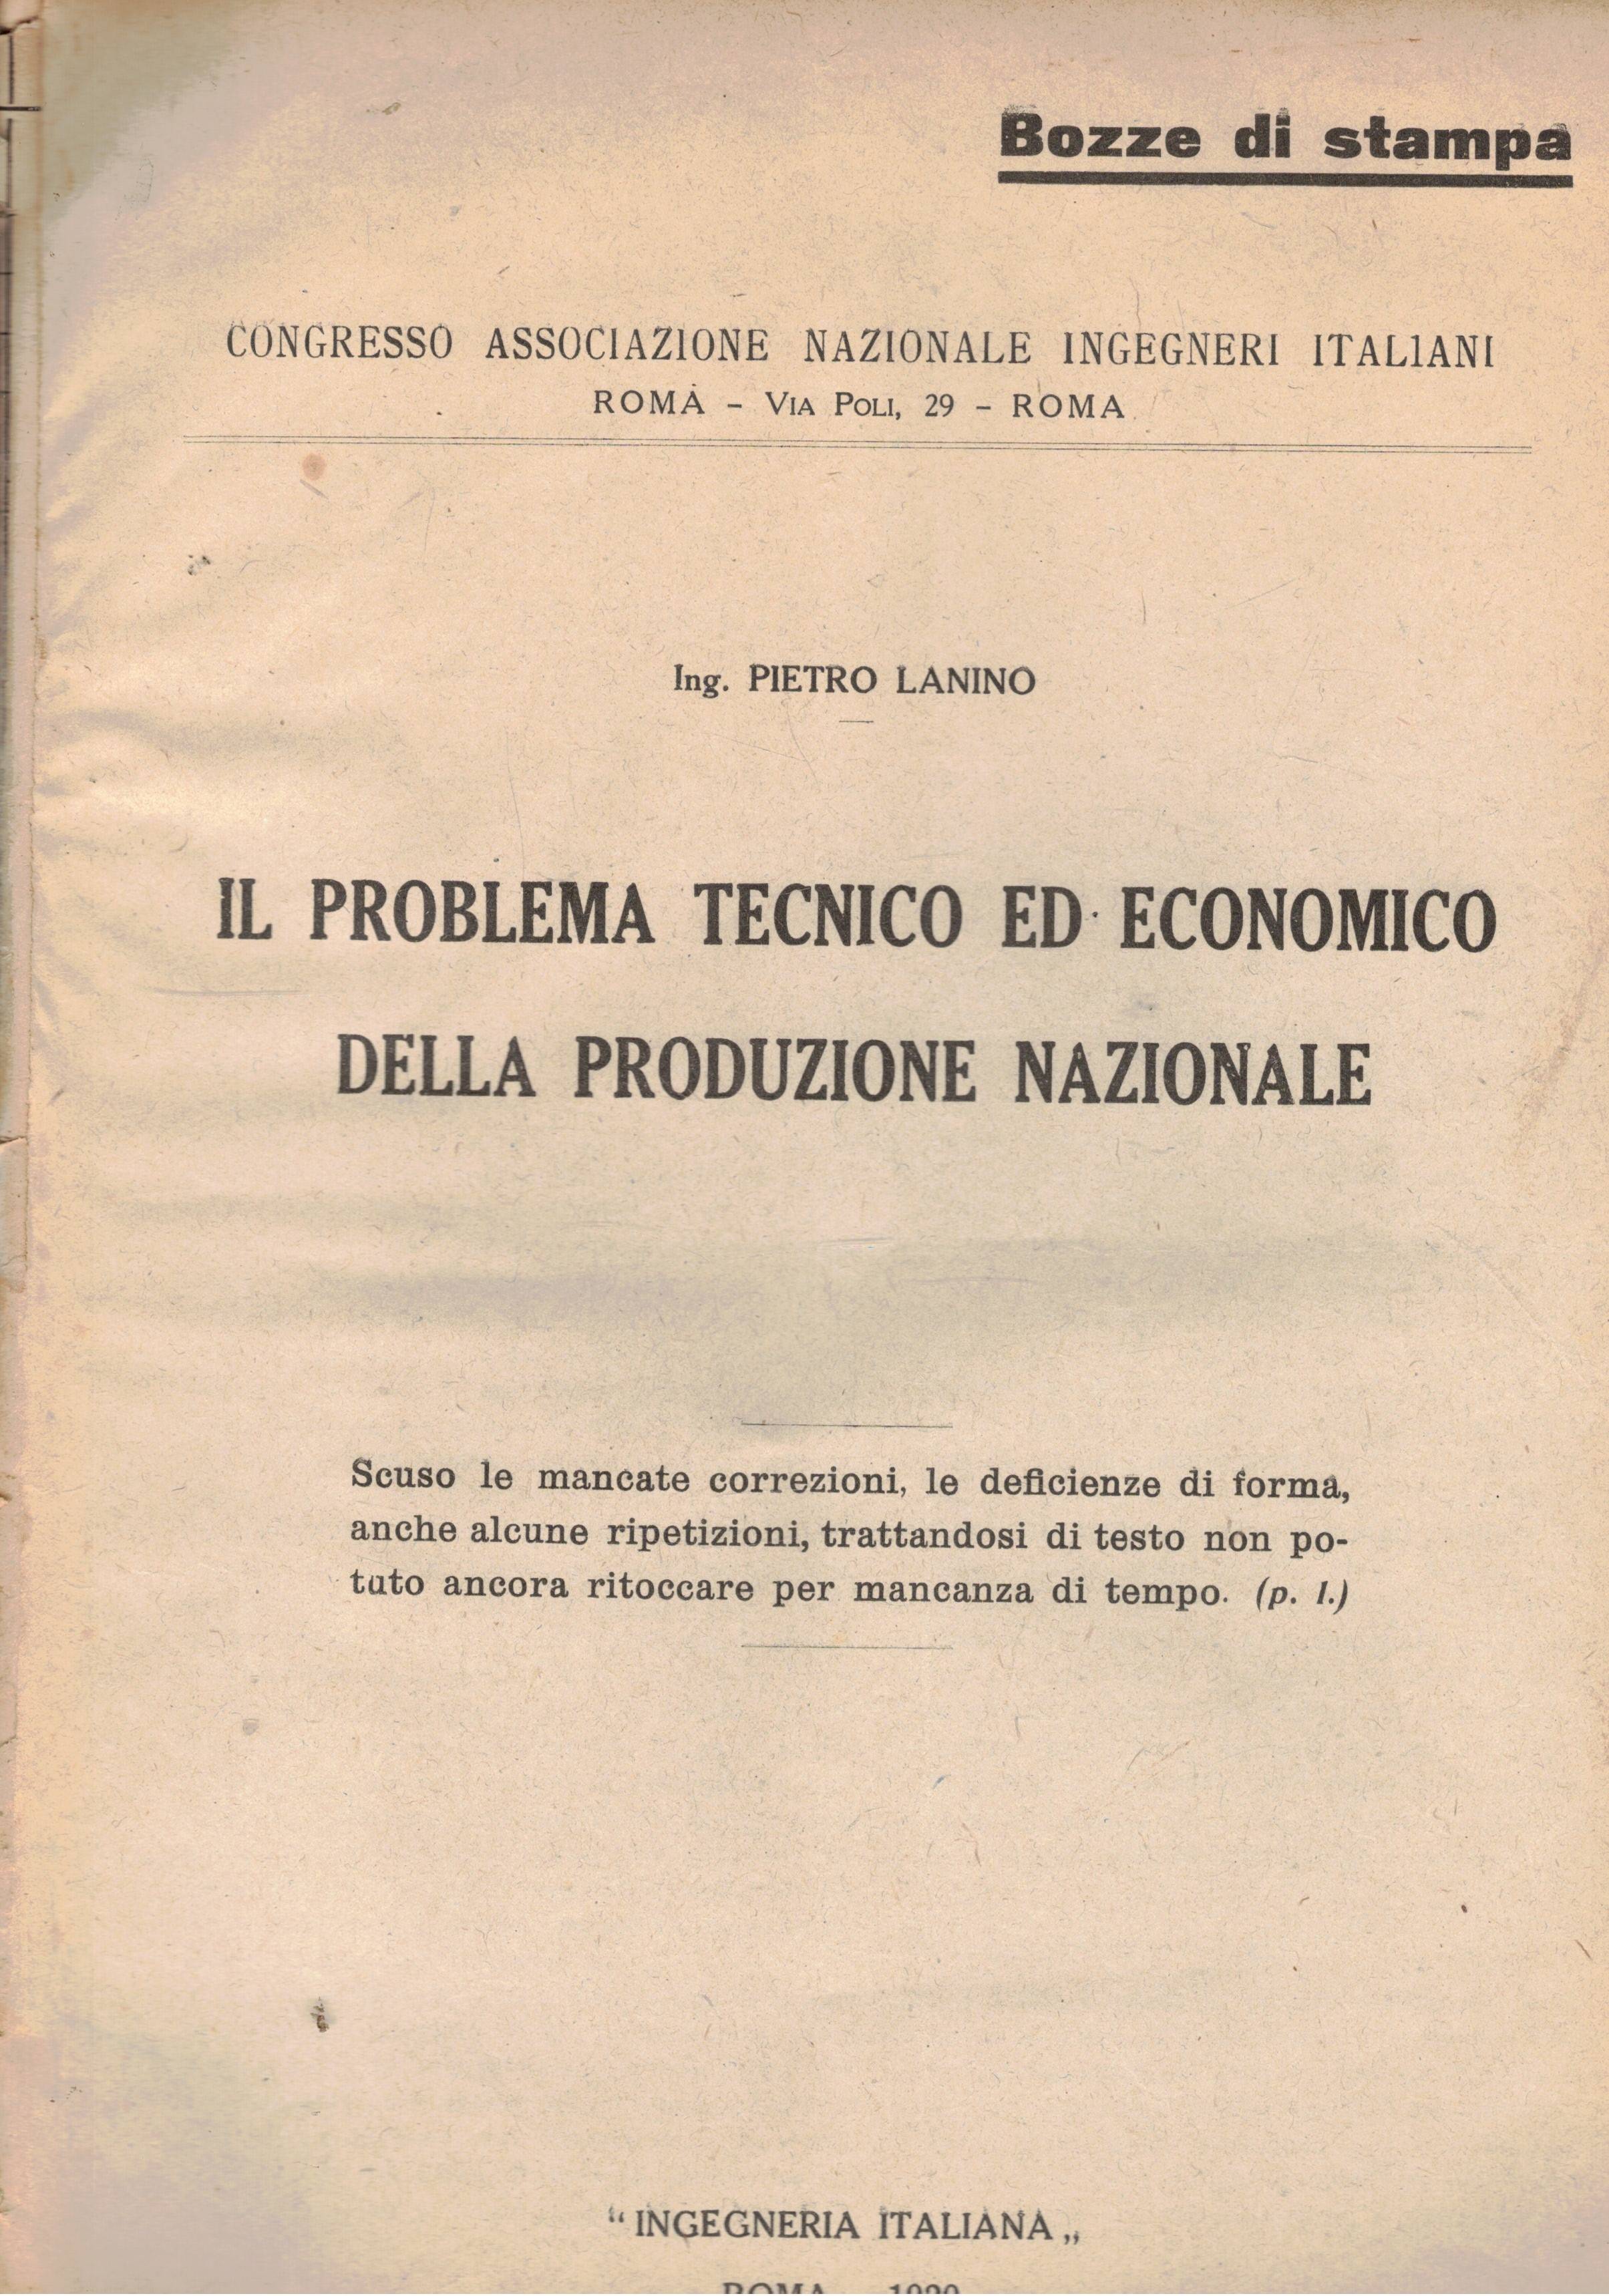 Bozze di stampa
CONGRESSO ASSOCIAZIONE NAZIONALE INGEGNERI ITALIANI
ROMA – VIA POLI, 29 – ROMA
Ing. PIETRO LANINO
IL PROBLEMA TECNICO ED ECONOMICO
DELLA PRODUZIONE NAZIONALE
Scuso le mancate correzioni, le deficienze di forma,
anche alcune ripetizioni, trattandosi di testo non po-
tuto ancora ritoccare per mancanza di tempo. (p. l.)
“INGEGNERIA ITALIANA„
ROMA